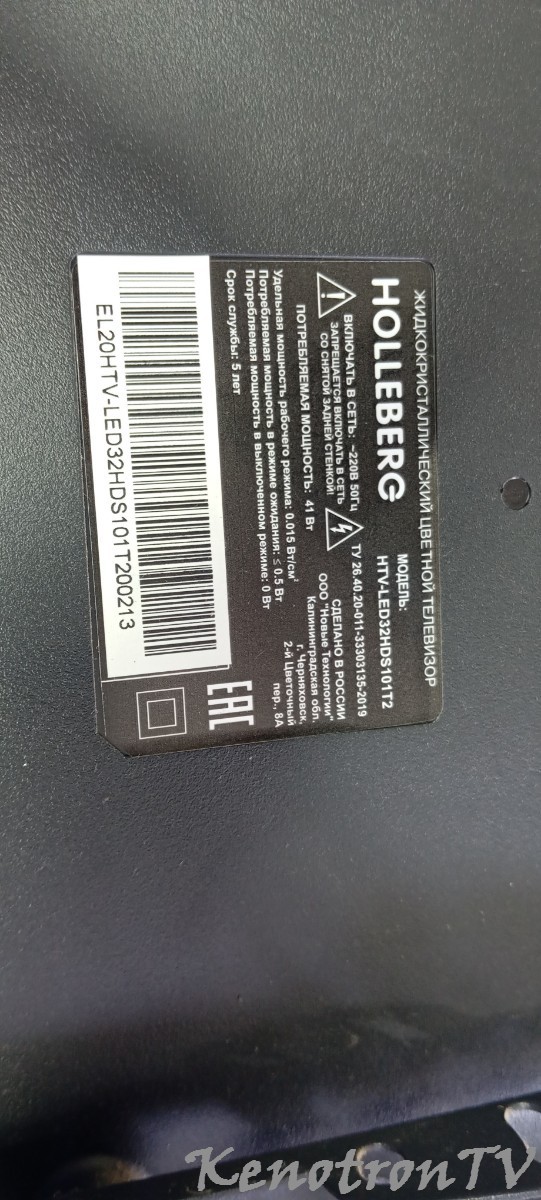 ЖИДКОКРИСТАЛЛИЧЕСКИЙ ЦВЕТНОЙ ТЕЛЕВИЗОР
HOLLEBERG
МОДЕЛЬ:
HTV-LED32HDS101T2
ВКЛЮЧАТЬ В СЕТЬ: ~220В 50Гц
ЗАПРЕЩАЕТСЯ ВКЛЮЧАТЬ В СЕТЬ
СО СНЯТОЙ ЗАДНЕЙ СТЕНКОЙ!
ПОТРЕБЛЯЕМАЯ МОЩНОСТЬ: 41 Вт
ТУ 26.40.20-011-33303135-2019
СДЕЛАНО В РОССИИ
ООО "Новые Технологии"
Калининградская обл.
г. Черняховск,
2-й Цветочный
пер., 8А
Удельная мощность рабочего режима: 0.015 Вт/см²
Потребляемая мощность в режиме ожидания: ≤ 0.5 Вт
Потребляемая мощность в выключенном режиме: 0 Вт
Срок службы: 5 лет
EAC
EL20HTV-LED32HDS101T200213
KenotronTV